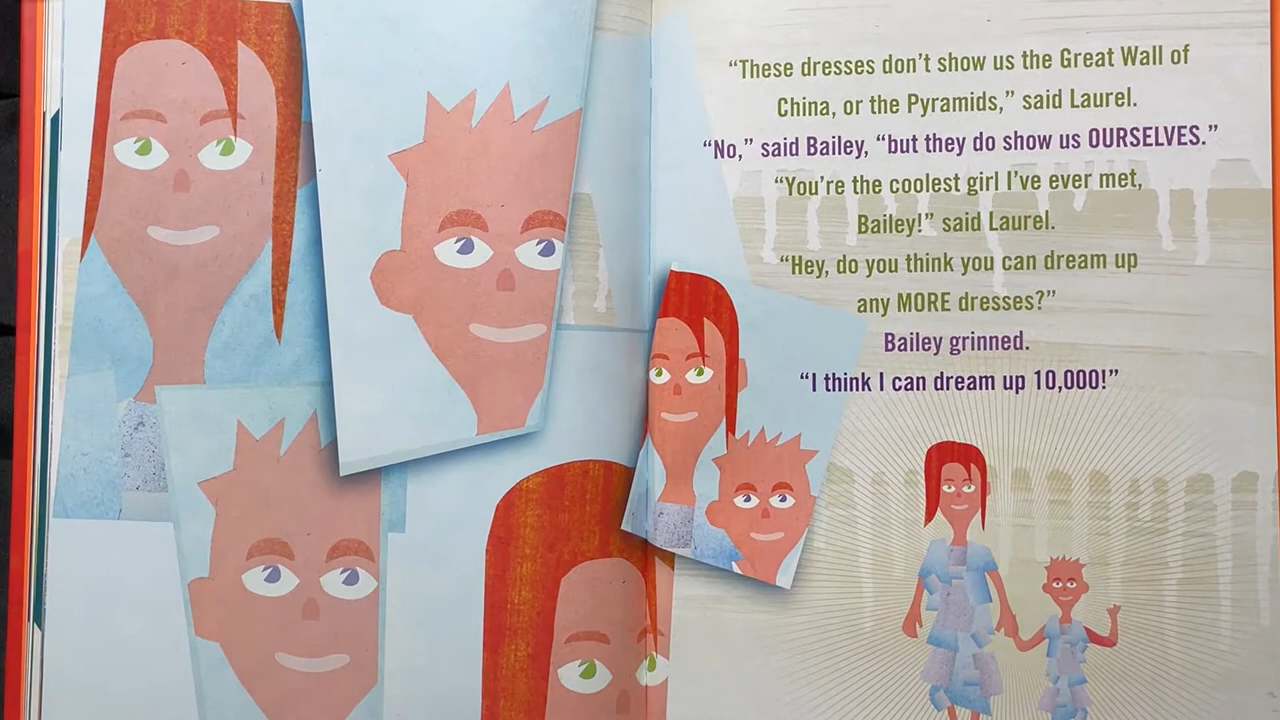 “These dresses don’t show us the Great Wall of
China, or the Pyramids,” said Laurel.
“No,” said Bailey, “but they do show us OURSELVES.”
“You’re the coolest girl I’ve ever met,
Bailey!” said Laurel.
“Hey, do you think you can dream up
any MORE dresses?”
Bailey grinned.
“I think I can dream up 10,000!”